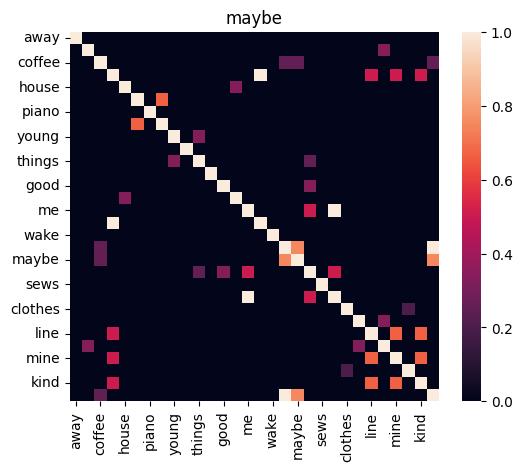 maybe
away
coffee
house
piano
young
things
good
me
wake
maybe
sews
clothes
line
mine
kind
1.0
0.8
0.6
0.4
0.2
0.0
away
coffee
house
piano
young
things
good
me
wake
maybe
sews
clothes
line
mine
kind